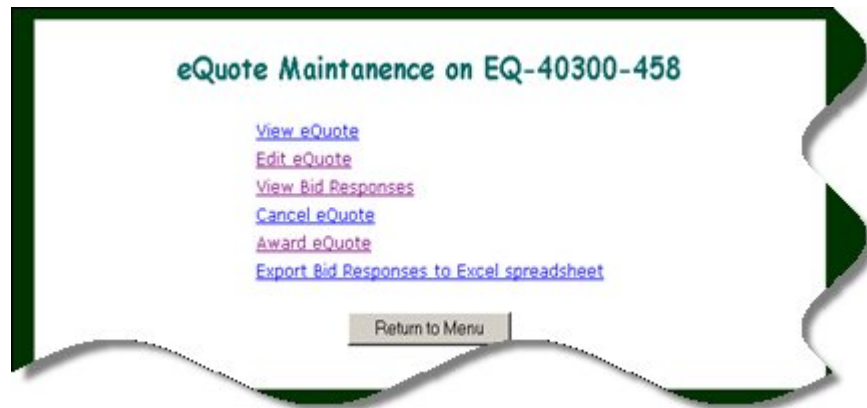 eQuote Maintanence on EQ-40300-458
View eQuote
Edit eQuote
View Bid Responses
Cancel eQuote
Award eQuote
Export Bid Responses to Excel spreadsheet
Return to Menu